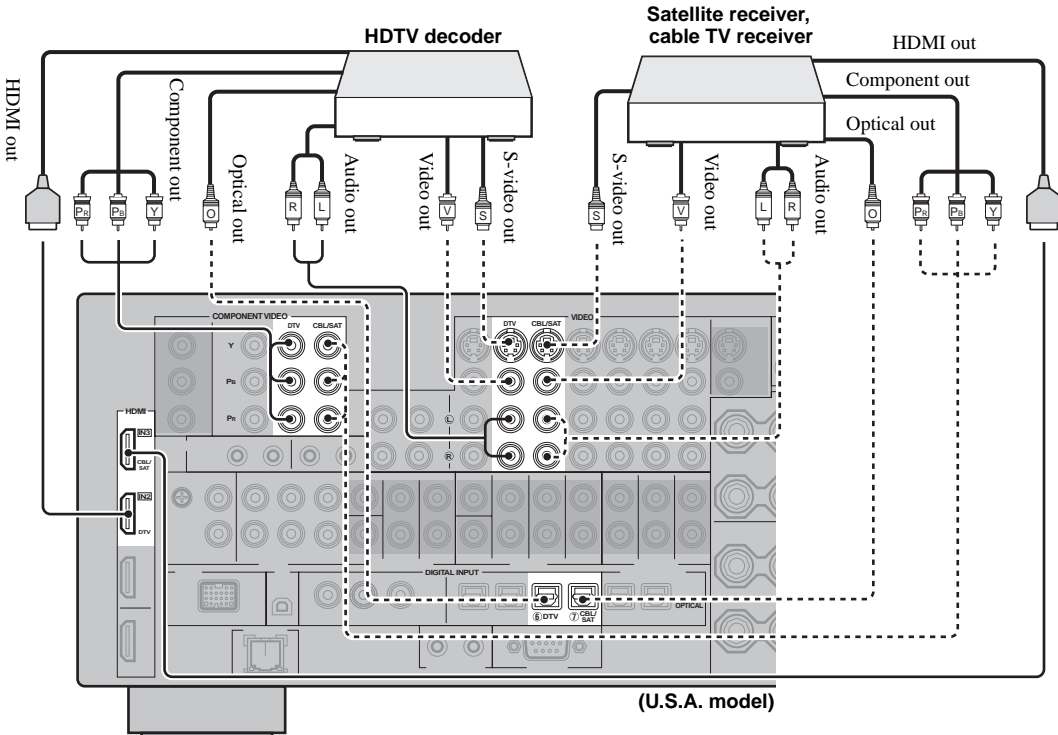 HDTV decoder
Satellite receiver,
cable TV receiver
HDMI out
Component out
Optical out
HDMI out
Component out
Optical out
Audio out
Video out
S-video out
S-video out
Video out
Audio out
PR
PB
Y
O
R
L
V
S
S
V
L
R
O
PR
PB
Y
COMPONENT VIDEO
DTV
CBL/SAT
Y
PB
PR
VIDEO
DTV
CBL/SAT
L
R
HDMI
IN3
CBL/
SAT
IN2
DTV
DIGITAL INPUT
⑥ DTV
⑦ CBL/
SAT
OPTICAL
(U.S.A. model)